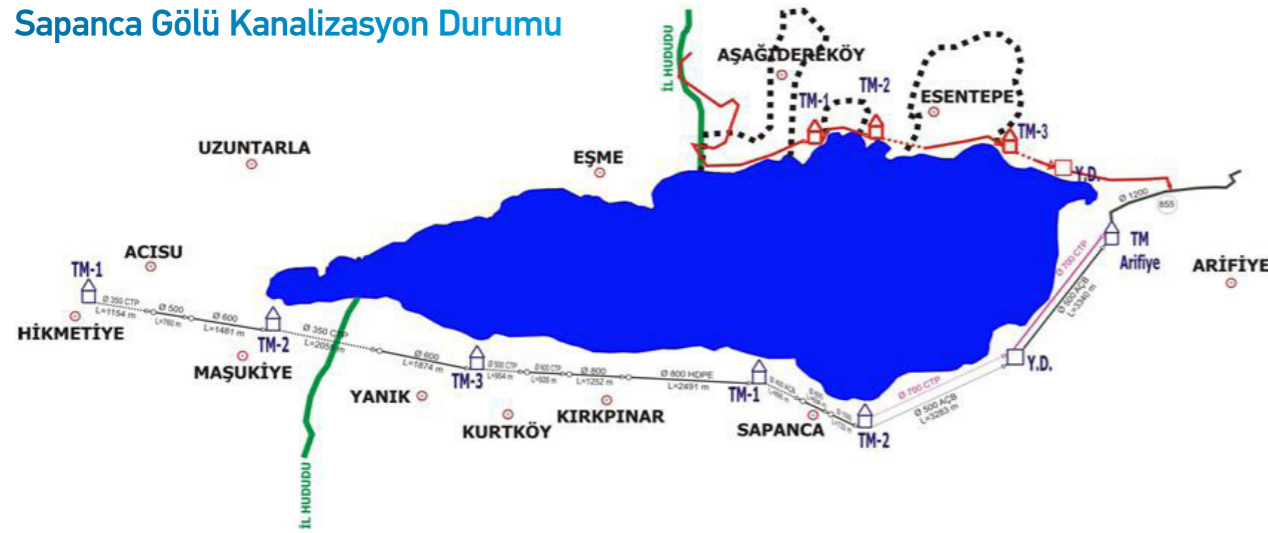 Sapanca Gölü Kanalizasyon Durumu
İL HUDUDU
AŞAĞIDEREKÖY
TM-1
TM-2
ESENTEPE
TM-3
Y.D.
UZUNTARLA
EŞME
Ø 1200
855
ACISU
TM-1
TM
Arifiye
ARİFİYE
Ø 350 CTP
L=1154 m
Ø 500
L=760 m
Ø 600
L=1481 m
HİKMETİYE
TM-2
Ø 350 CTP
MAŞUKİYE
Ø 600
L=1874 m
YANIK
TM-3
Ø 500 CTP
L=954 m
Ø 600 CTP
Ø 800
L=1252 m
Ø 800 HDPE
L=2491 m
KURTKÖY
KIRKPINAR
TM-1
SAPANCA
TM-2
Ø 700 CTP
Ø 500 AÇB
L=3283 m
Y.D.
Ø 700 CTP
Ø 500 AÇB
L=3340 m
İL HUDUDU